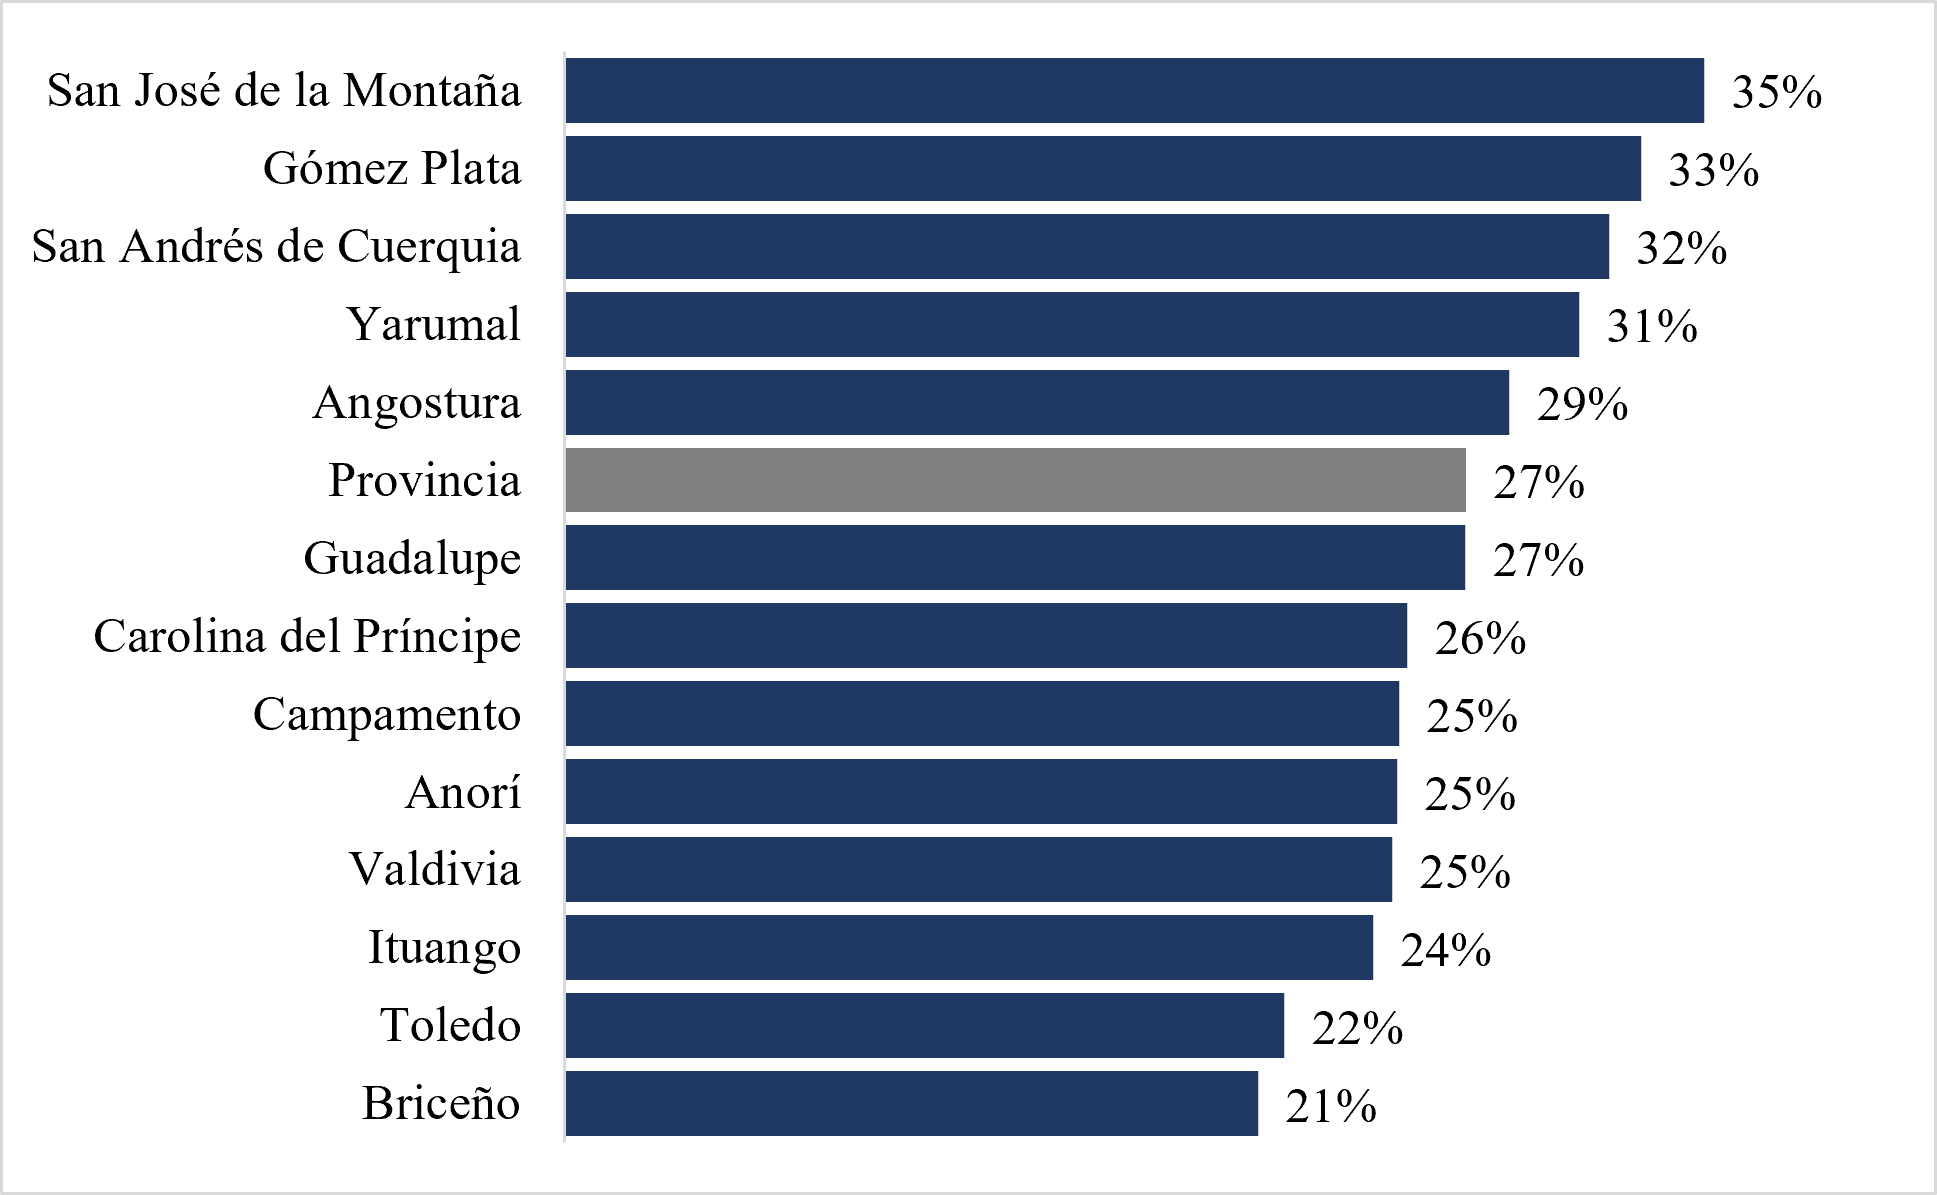 San José de la Montaña 35%
Gómez Plata 33%
San Andrés de Cuerquia 32%
Yarumal 31%
Angostura 29%
Provincia 27%
Guadalupe 27%
Carolina del Príncipe 26%
Campamento 25%
Anorí 25%
Valdivia 25%
Ituango 24%
Toledo 22%
Briceño 21%